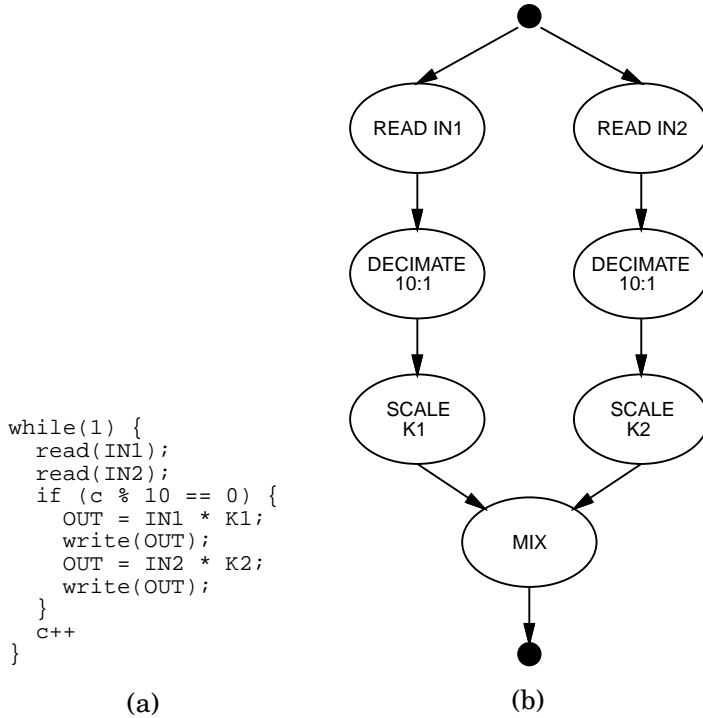 READ IN1
READ IN2
DECIMATE
10:1
DECIMATE
10:1
SCALE
K1
SCALE
K2
MIX
while(1) {
  read(IN1);
  read(IN2);
  if (c % 10 == 0) {
    OUT = IN1 * K1;
    write(OUT);
    OUT = IN2 * K2;
    write(OUT);
  }
  c++
}
(a)
(b)